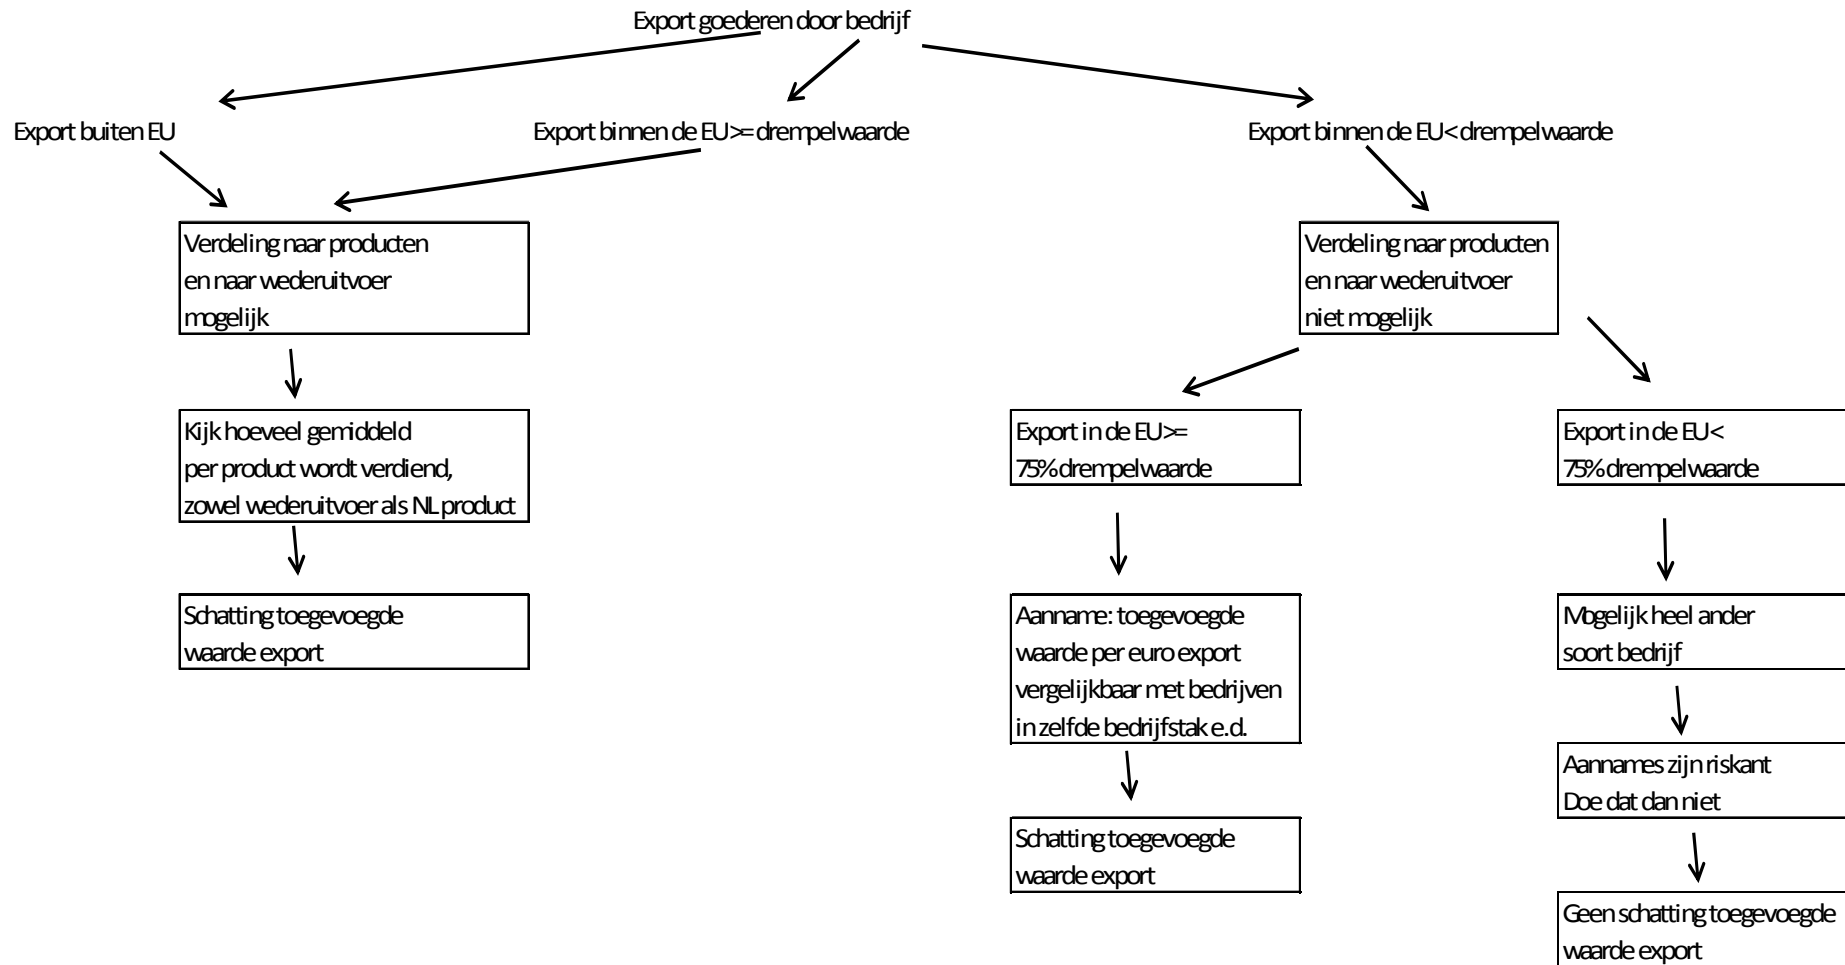 Export goederen door bedrijf
Export buiten EU
Export binnen de EU >= drempelwaarde
Export binnen de EU < drempelwaarde
Verdeling naar producten
en naar wederuitvoer
mogelijk
Verdeling naar producten
en naar wederuitvoer
niet mogelijk
Kijk hoeveel gemiddeld
per product wordt verdiend,
zowel wederuitvoer als NL product
Export in de EU >=
75% drempelwaarde
Export in de EU <
75% drempelwaarde
Schatting toegevoegde
waarde export
Aanname: toegevoegde
waarde per euro export
vergelijkbaar met bedrijven
in zelfde bedrijfstak e.d.
Mogelijk heel ander
soort bedrijf
Aannames zijn riskant
Doe dat dan niet
Schatting toegevoegde
waarde export
Geen schatting toegevoegde
waarde export